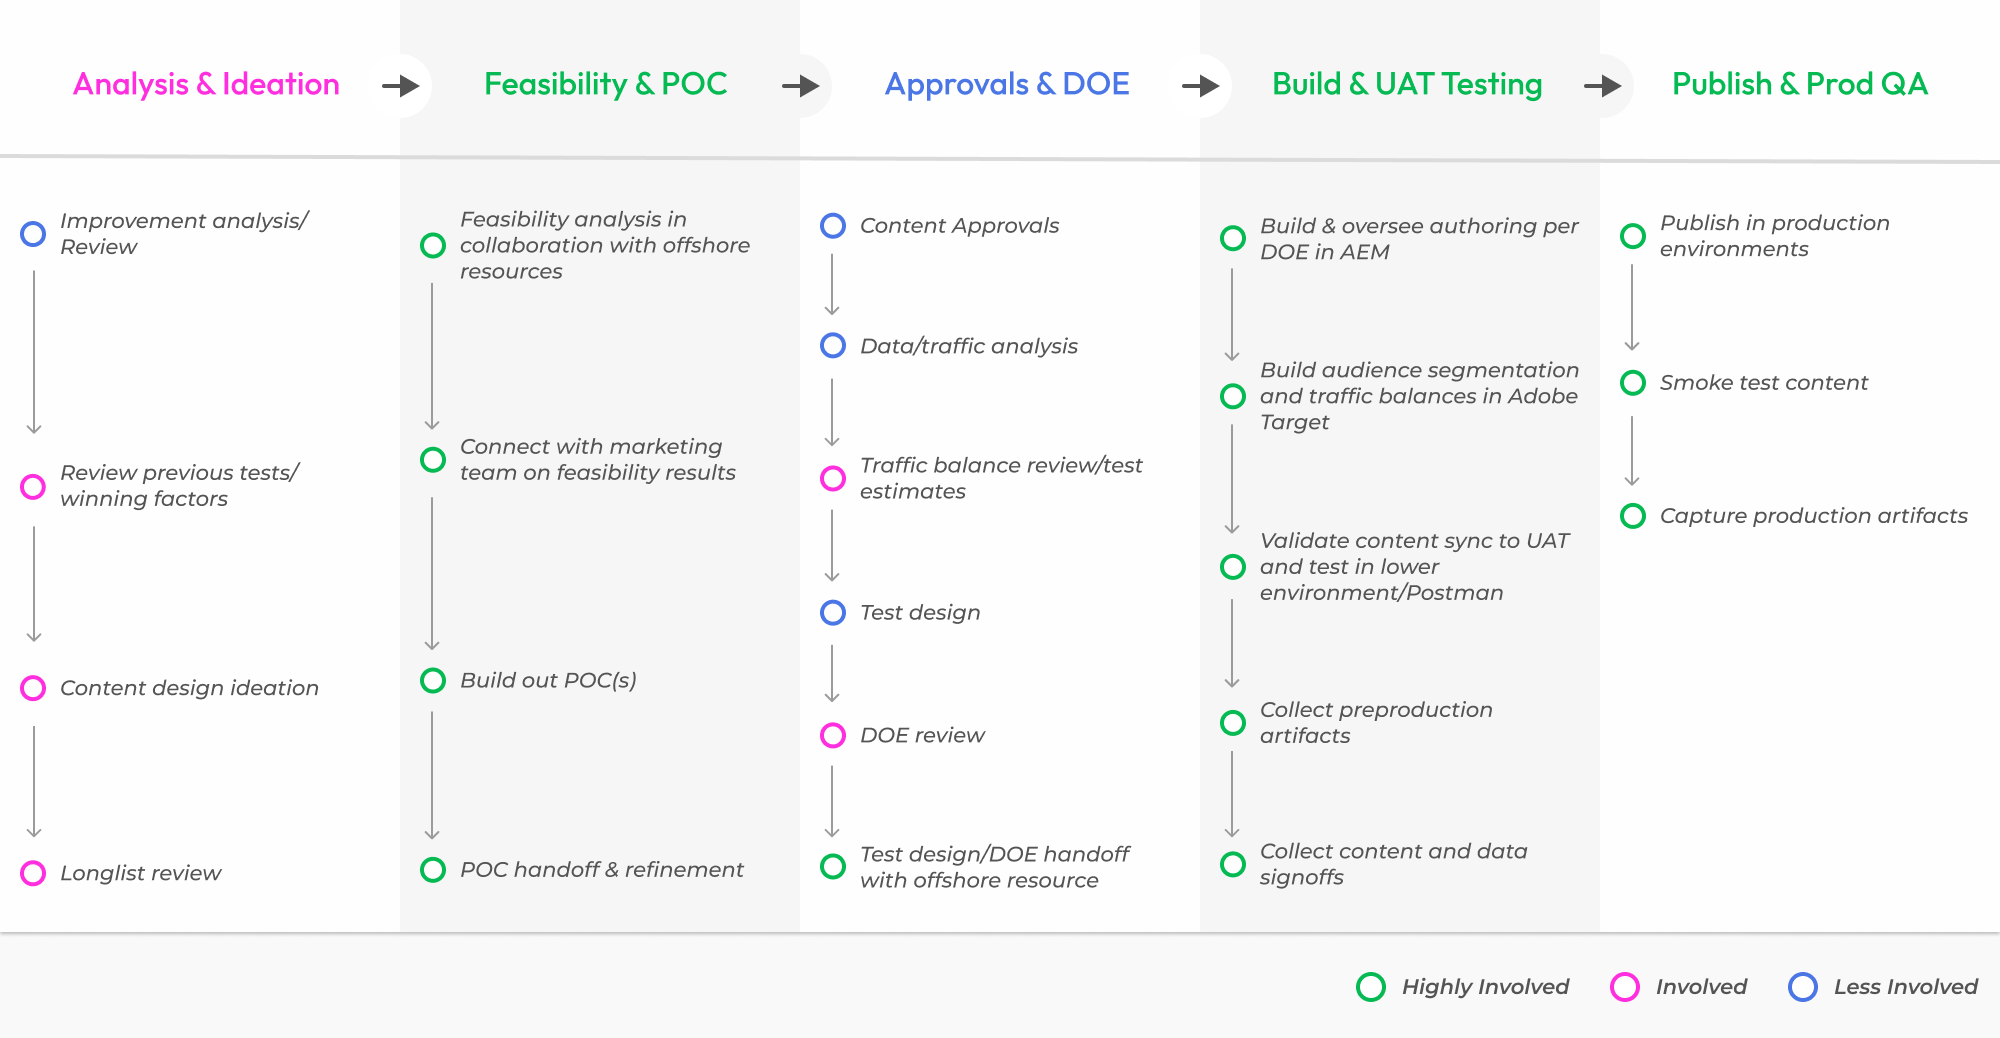 Analysis & Ideation
Feasibility & POC
Approvals & DOE
Build & UAT Testing
Publish & Prod QA
Improvement analysis/
Review
Review previous tests/
winning factors
Content design ideation
Longlist review
Feasibility analysis in
collaboration with offshore
resources
Connect with marketing
team on feasibility results
Build out POC(s)
POC handoff & refinement
Content Approvals
Data/traffic analysis
Traffic balance review/test
estimates
Test design
DOE review
Test design/DOE handoff
with offshore resource
Build & oversee authoring per
DOE in AEM
Build audience segmentation
and traffic balances in Adobe
Target
Validate content sync to UAT
and test in lower
environment/Postman
Collect preproduction
artifacts
Collect content and data
signoffs
Publish in production
environments
Smoke test content
Capture production artifacts
Highly Involved
Involved
Less Involved